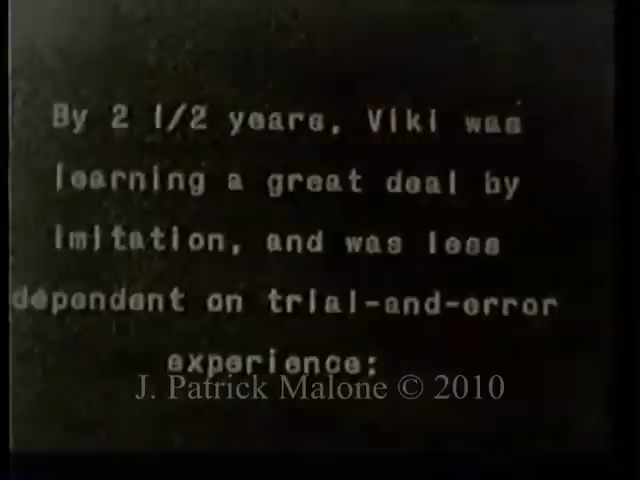 By 2 1/2 years, Viki was
learning a great deal by
imitation, and was less
dependent on trial-and-error
experience:
J. Patrick Malone © 2010